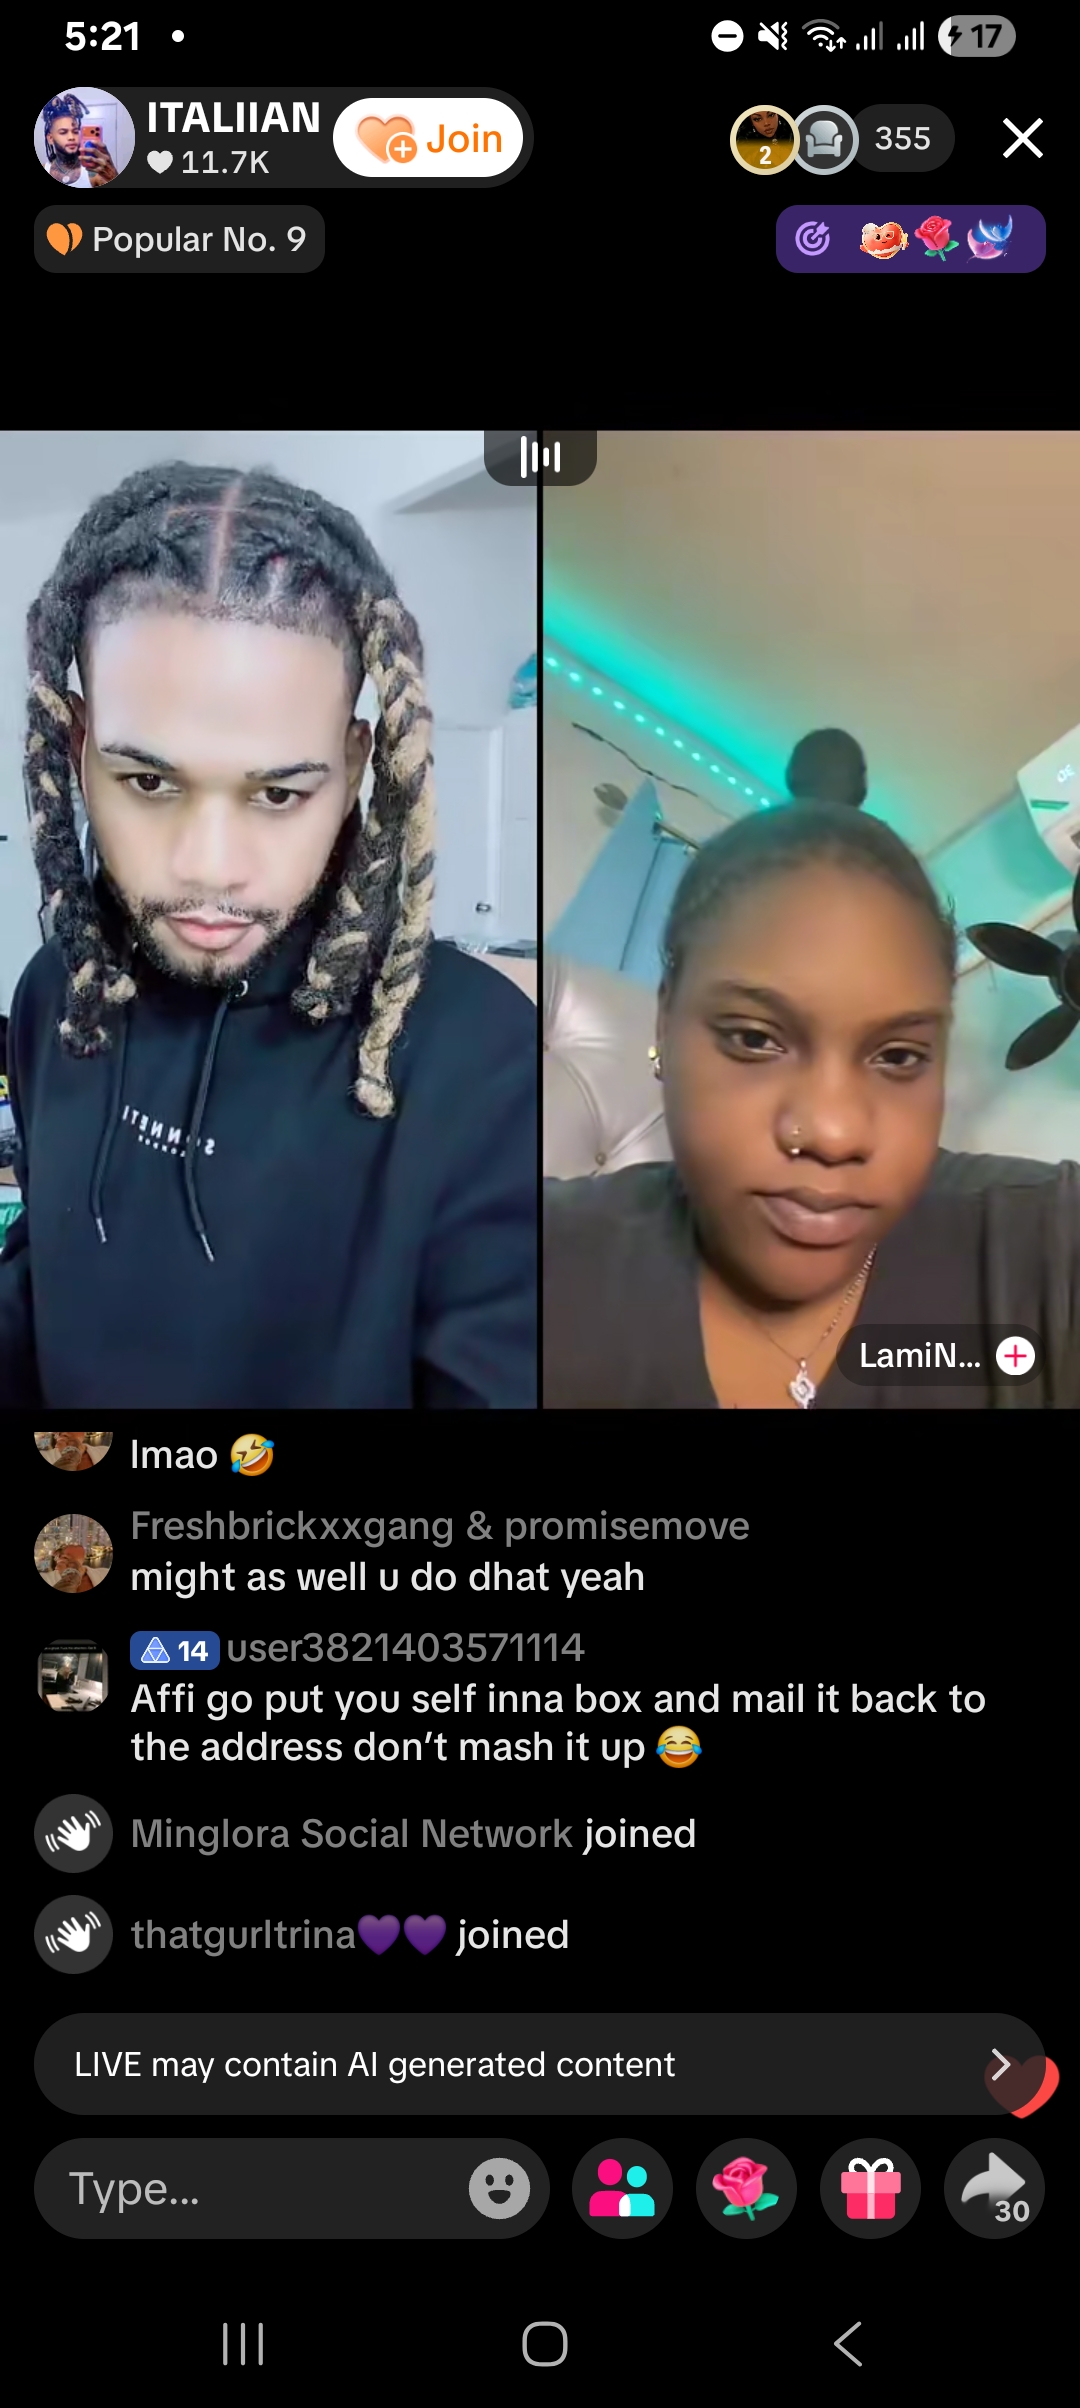 5:21
17
ITALIIAN
11.7K
Join
2
355
Popular No. 9
LamiN...
lmao 🤣
Freshbrickxxgang & promisemove
might as well u do dhat yeah
14 user3821403571114
Affi go put you self inna box and mail it back to
the address don't mash it up 😂
Minglora Social Network joined
thatgurltrina💜💜 joined
LIVE may contain AI generated content
Type...
30